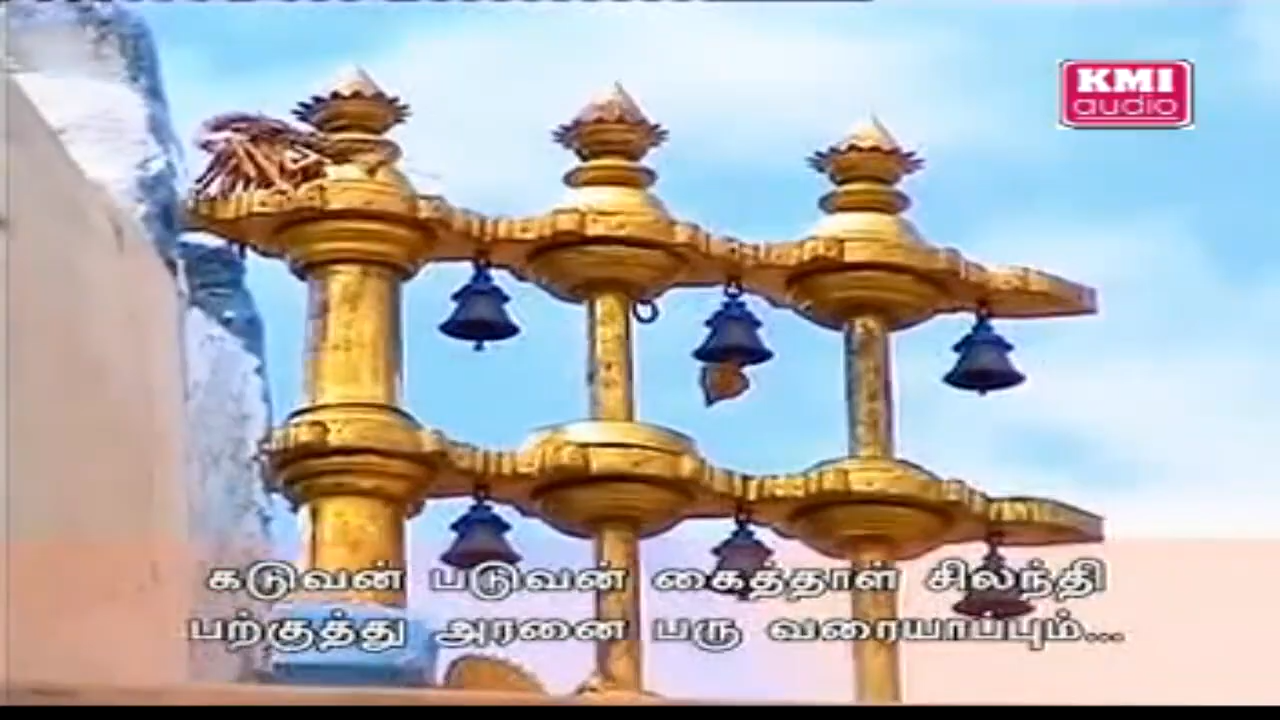 KMI
audio
கடுவன் படுவன் கைத்தாள் சிலந்தி
பற்குத்து அரனை பரு வரையாப்பும்...